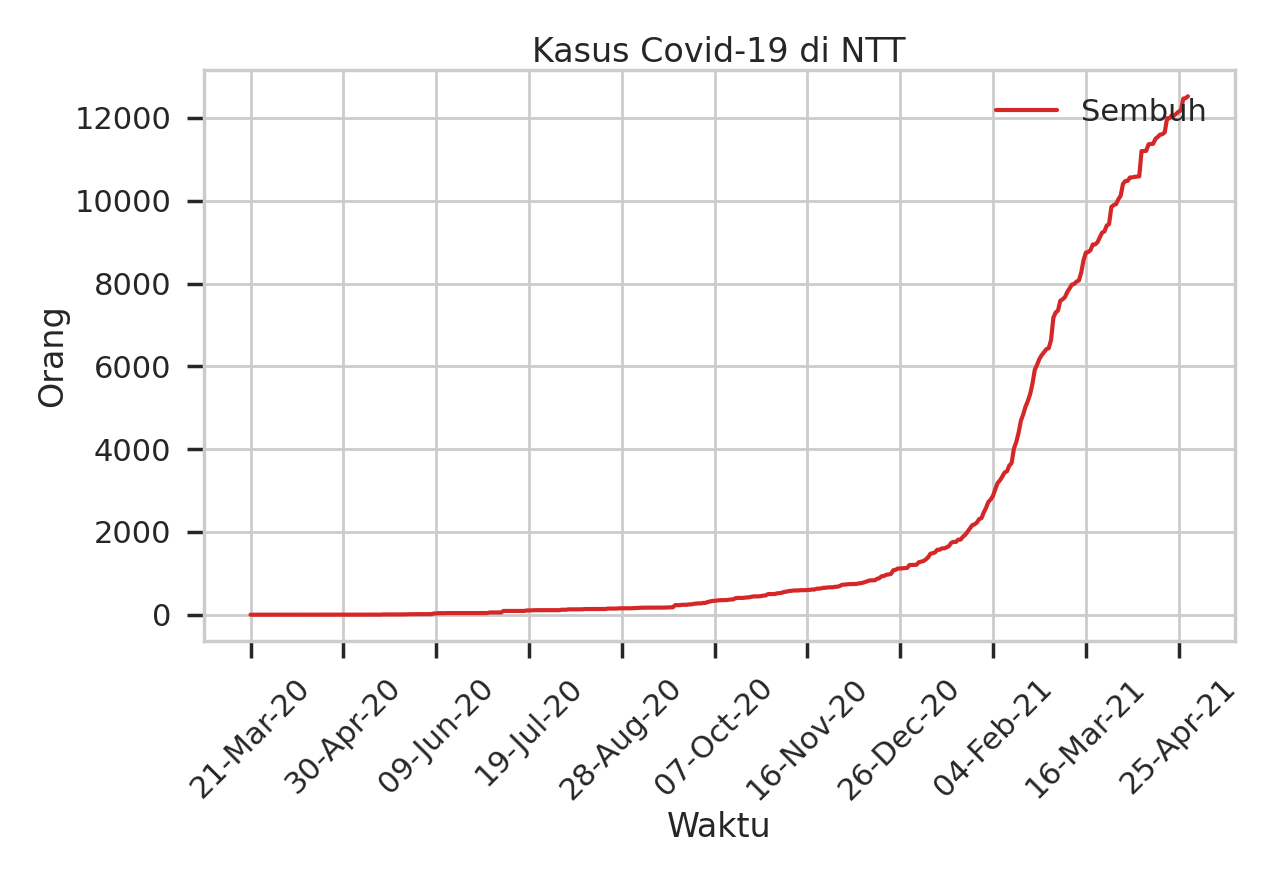 Kasus Covid-19 di NTT
Sembuh
12000
10000
8000
6000
4000
2000
0
Orang
21-Mar-20
30-Apr-20
09-Jun-20
19-Jul-20
28-Aug-20
07-Oct-20
16-Nov-20
26-Dec-20
04-Feb-21
16-Mar-21
25-Apr-21
Waktu